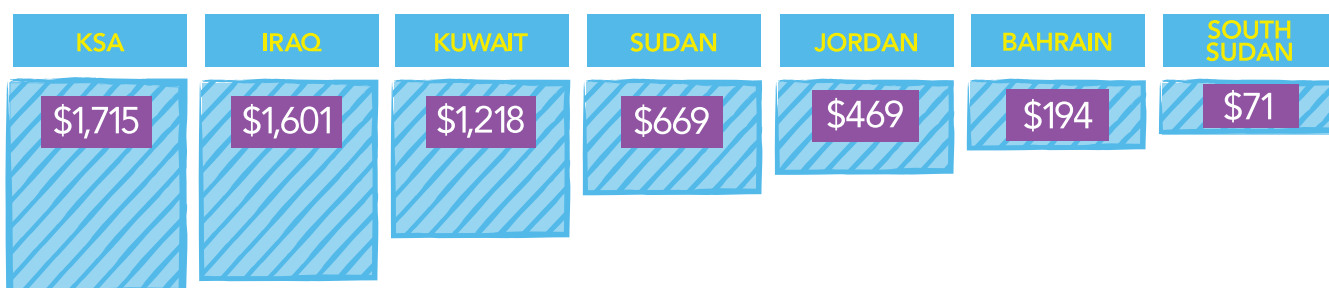 KSA
IRAQ
KUWAIT
SUDAN
JORDAN
BAHRAIN
SOUTH
SUDAN
$1,715
$1,601
$1,218
$669
$469
$194
$71